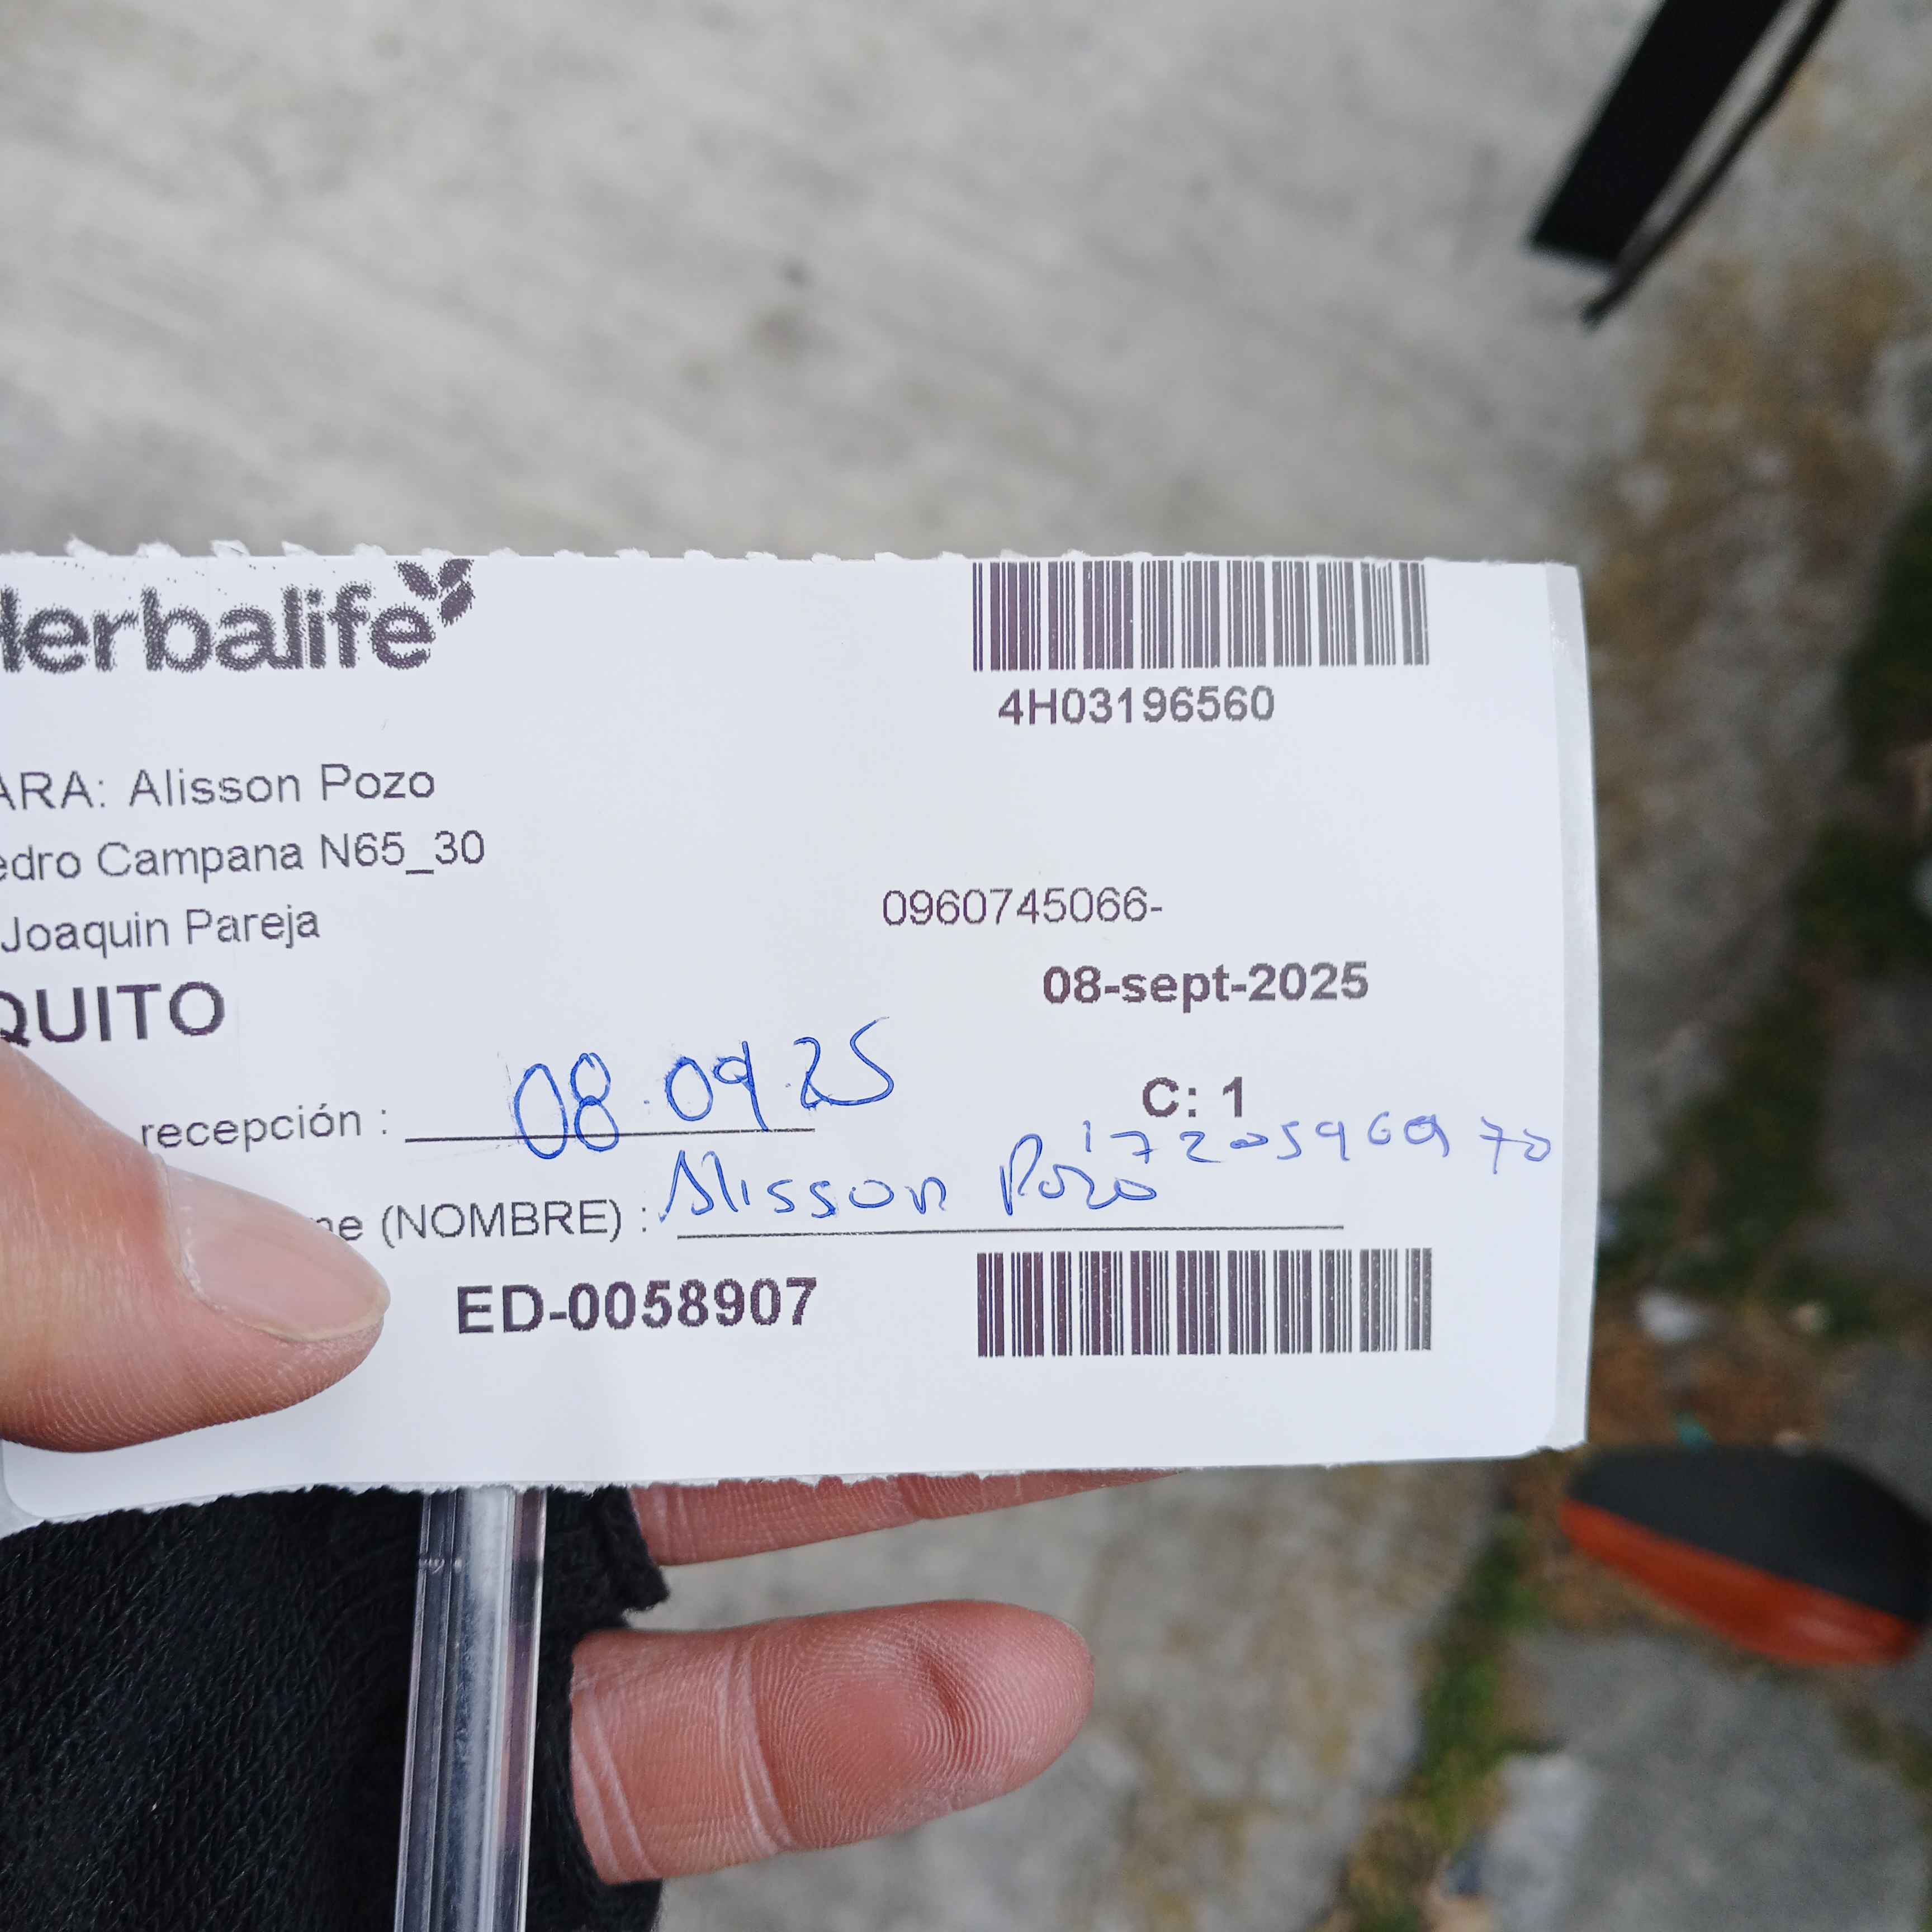 Herbalife
4H03196560
ARA: Alisson Pozo
edro Campana N65_30
0960745066-
Joaquin Pareja
08-sept-2025
QUITO
recepción : 08.09.25
C: 1
ne (NOMBRE) : Alisson Pozo
ED-0058907